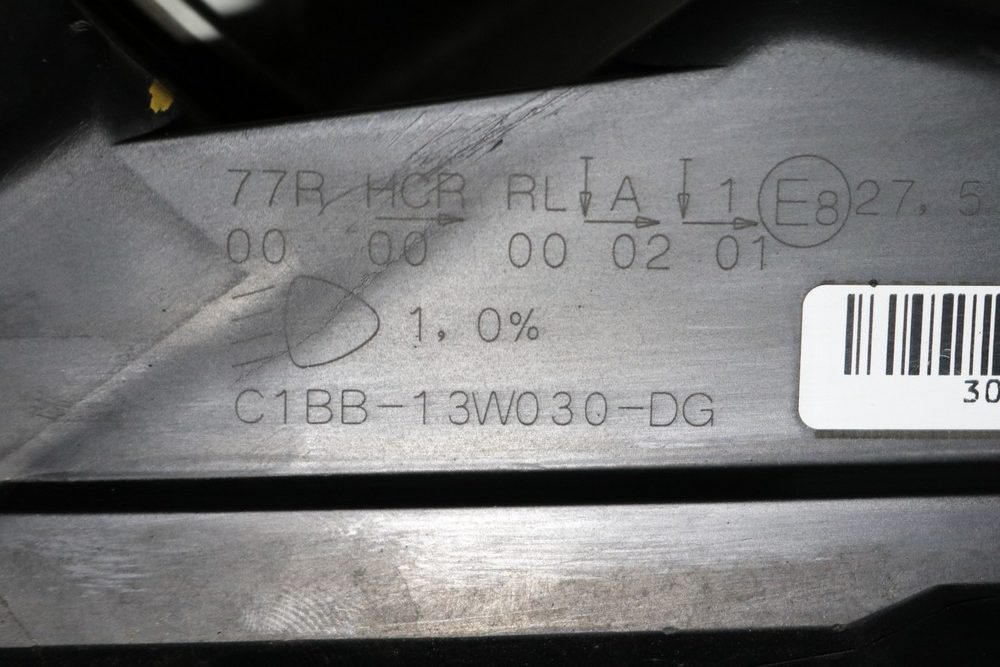 77R HCR RL A 1 E8 27.5
00 00 00 02 01
1,0%
C1BB-13W030-DG
30